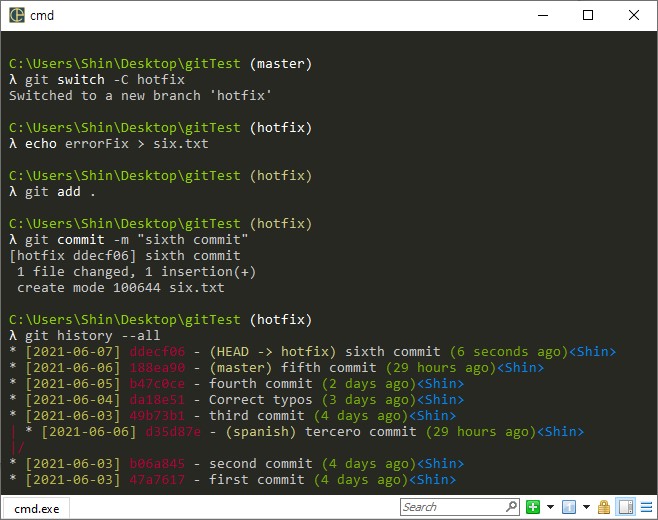 cmd
C:\Users\Shin\Desktop\gitTest (master)
λ git switch -C hotfix
Switched to a new branch 'hotfix'
C:\Users\Shin\Desktop\gitTest (hotfix)
λ echo errorFix > six.txt
C:\Users\Shin\Desktop\gitTest (hotfix)
λ git add .
C:\Users\Shin\Desktop\gitTest (hotfix)
λ git commit -m "sixth commit"
[hotfix ddecf06] sixth commit
 1 file changed, 1 insertion(+)
 create mode 100644 six.txt
C:\Users\Shin\Desktop\gitTest (hotfix)
λ git history --all
* [2021-06-07] ddecf06 - (HEAD -> hotfix) sixth commit (6 seconds ago)<Shin>
* [2021-06-06] 188ea90 - (master) fifth commit (29 hours ago)<Shin>
* [2021-06-05] b47c0ce - fourth commit (2 days ago)<Shin>
* [2021-06-04] da18e51 - Correct typos (3 days ago)<Shin>
* [2021-06-03] 49b73b1 - third commit (4 days ago)<Shin>
| * [2021-06-06] d35d87e - (spanish) tercero commit (29 hours ago)<Shin>
|/
* [2021-06-03] b06a845 - second commit (4 days ago)<Shin>
* [2021-06-03] 47a7617 - first commit (4 days ago)<Shin>
cmd.exe
Search